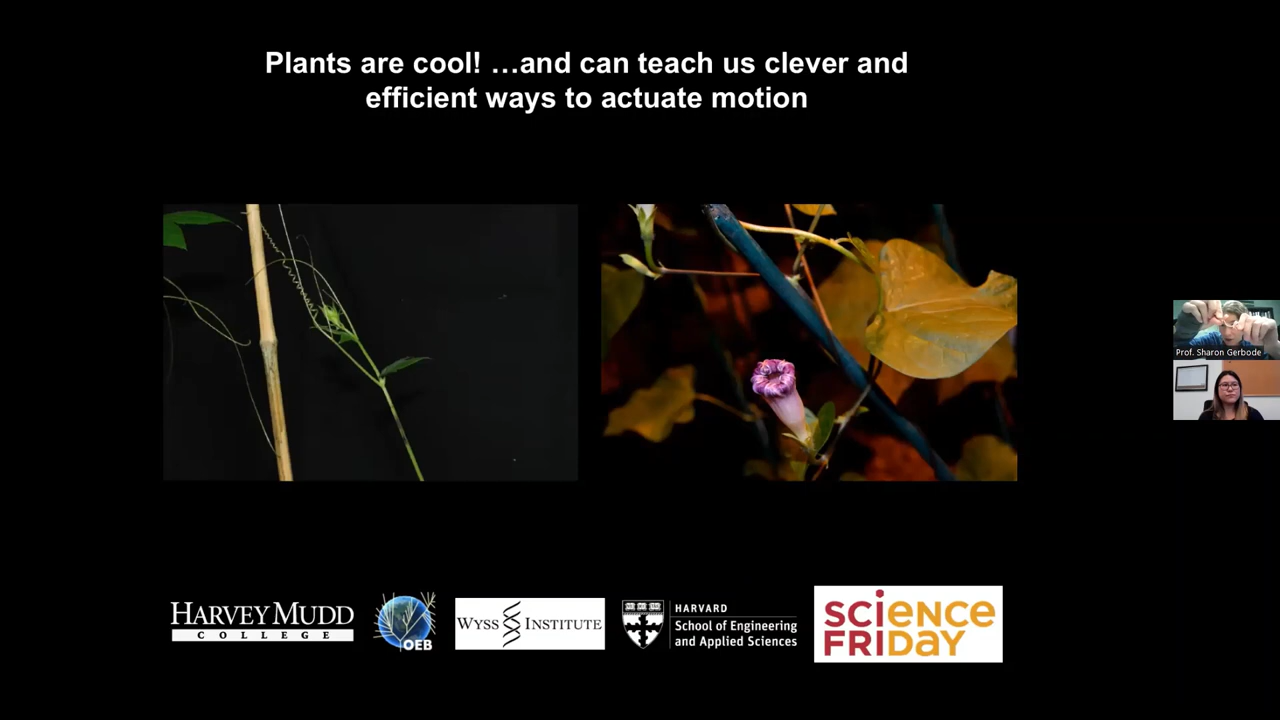 Plants are cool! …and can teach us clever and
efficient ways to actuate motion
Prof. Sharon Gerbode
HARVEY MUDD
COLLEGE
OEB
WYSS INSTITUTE
HARVARD
School of Engineering
and Applied Sciences
SCIENCE
FRIDAY